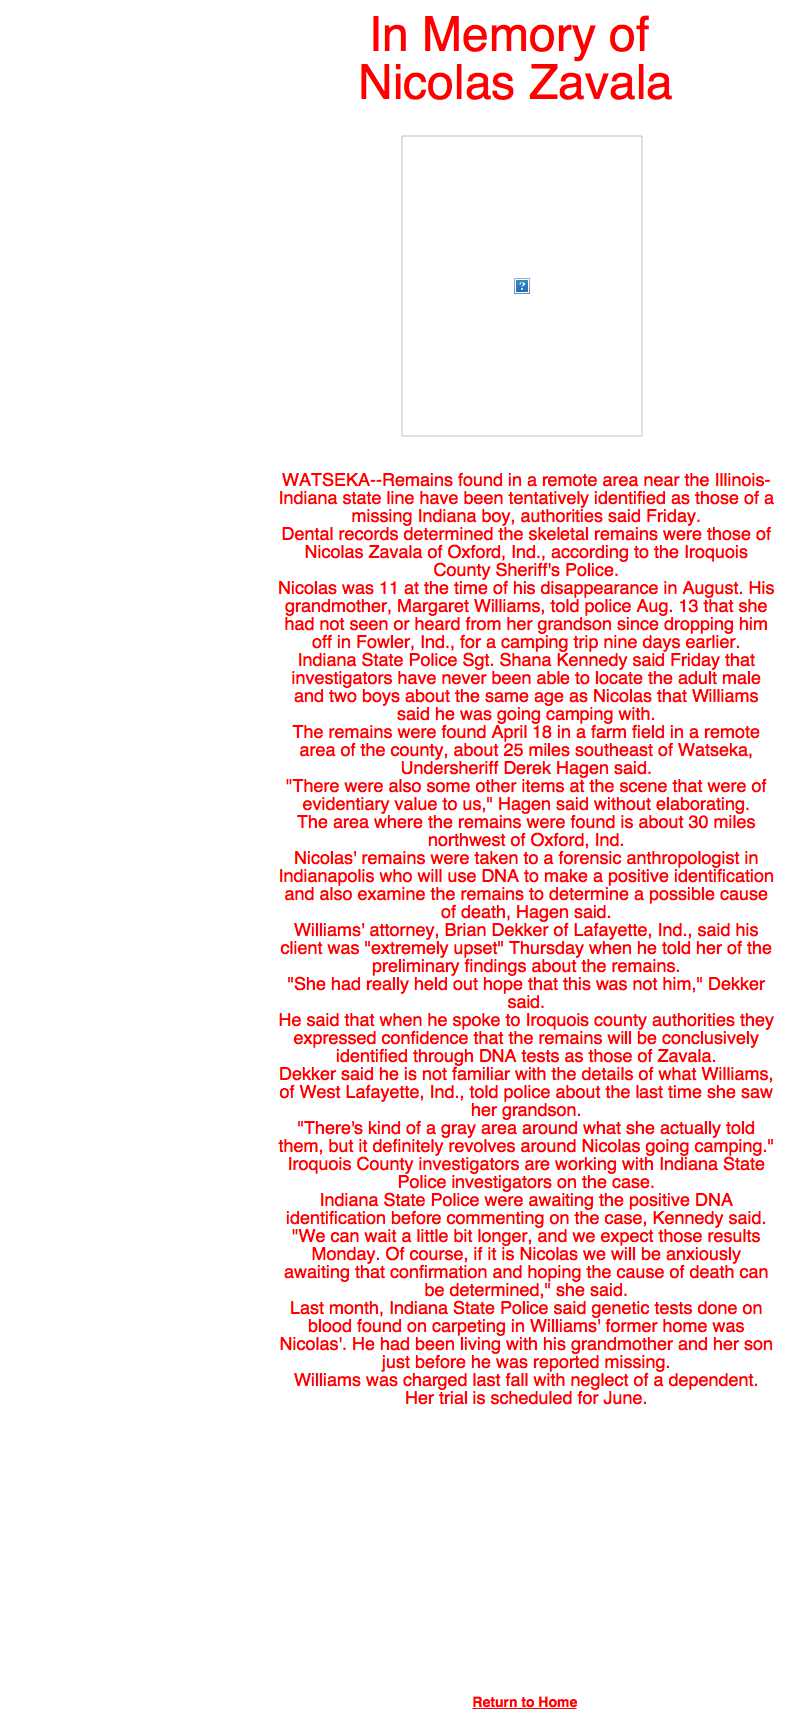 In Memory of
Nicolas Zavala
WATSEKA--Remains found in a remote area near the Illinois-
Indiana state line have been tentatively identified as those of a
missing Indiana boy, authorities said Friday.
Dental records determined the skeletal remains were those of
Nicolas Zavala of Oxford, Ind., according to the Iroquois
County Sheriff's Police.
Nicolas was 11 at the time of his disappearance in August. His
grandmother, Margaret Williams, told police Aug. 13 that she
had not seen or heard from her grandson since dropping him
off in Fowler, Ind., for a camping trip nine days earlier.
Indiana State Police Sgt. Shana Kennedy said Friday that
investigators have never been able to locate the adult male
and two boys about the same age as Nicolas that Williams
said he was going camping with.
The remains were found April 18 in a farm field in a remote
area of the county, about 25 miles southeast of Watseka,
Undersheriff Derek Hagen said.
"There were also some other items at the scene that were of
evidentiary value to us," Hagen said without elaborating.
The area where the remains were found is about 30 miles
northwest of Oxford, Ind.
Nicolas' remains were taken to a forensic anthropologist in
Indianapolis who will use DNA to make a positive identification
and also examine the remains to determine a possible cause
of death, Hagen said.
Williams' attorney, Brian Dekker of Lafayette, Ind., said his
client was "extremely upset" Thursday when he told her of the
preliminary findings about the remains.
"She had really held out hope that this was not him," Dekker
said.
He said that when he spoke to Iroquois county authorities they
expressed confidence that the remains will be conclusively
identified through DNA tests as those of Zavala.
Dekker said he is not familiar with the details of what Williams,
of West Lafayette, Ind., told police about the last time she saw
her grandson.
"There's kind of a gray area around what she actually told
them, but it definitely revolves around Nicolas going camping."
Iroquois County investigators are working with Indiana State
Police investigators on the case.
Indiana State Police were awaiting the positive DNA
identification before commenting on the case, Kennedy said.
"We can wait a little bit longer, and we expect those results
Monday. Of course, if it is Nicolas we will be anxiously
awaiting that confirmation and hoping the cause of death can
be determined," she said.
Last month, Indiana State Police said genetic tests done on
blood found on carpeting in Williams' former home was
Nicolas'. He had been living with his grandmother and her son
just before he was reported missing.
Williams was charged last fall with neglect of a dependent.
Her trial is scheduled for June.
Return to Home